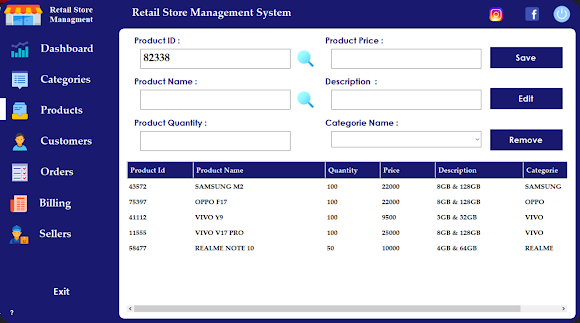 Retail Store
Managment
Retail Store Management System
Dashboard
Categories
Products
Customers
Orders
Billing
Sellers
Exit
?
Product ID :
Product Price :
82338
Save
Product Name :
Description :
Edit
Product Quantity :
Categorie Name :
Remove
Product Id Product Name Quantity Price Description Categorie
43572 SAMSUNG M2 100 22000 8GB & 128GB SAMSUNG
75397 OPPO F17 100 22000 8GB & 128GB OPPO
41112 VIVO Y9 100 9500 3GB & 32GB VIVO
11555 VIVO V17 PRO 100 25000 8GB & 128GB VIVO
58477 REALME NOTE 10 50 10000 4GB & 64GB REALME